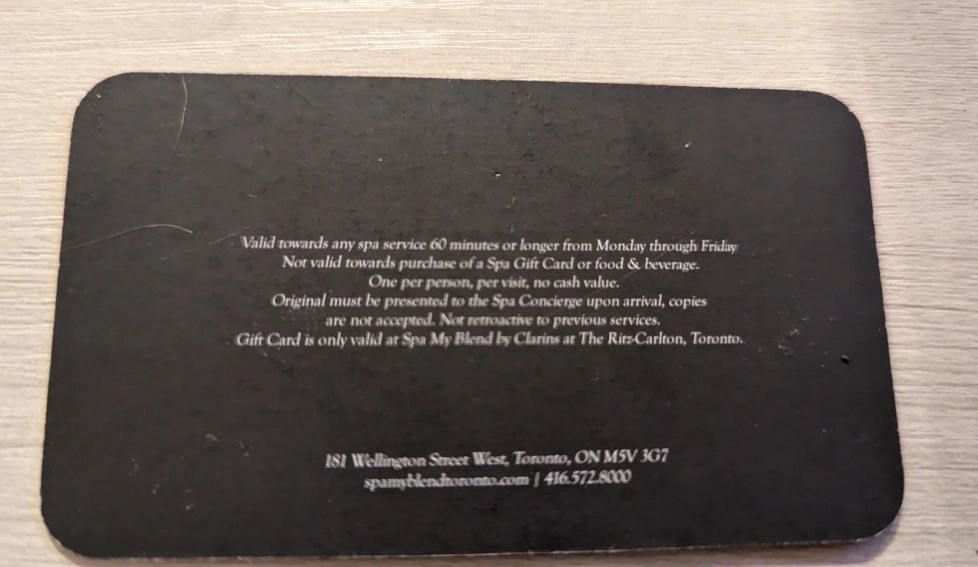 Valid towards any spa service 60 minutes or longer from Monday through Friday
Not valid towards purchase of a Spa Gift Card or food & beverage.
One per person, per visit, no cash value.
Original must be presented to the Spa Concierge upon arrival, copies
are not accepted. Not retroactive to previous services.
Gift Card is only valid at Spa My Blend by Clarins at The Ritz-Carlton, Toronto.
181 Wellington Street West, Toronto, ON M5V 3G7
spamyblendtoronto.com | 416.572.8000